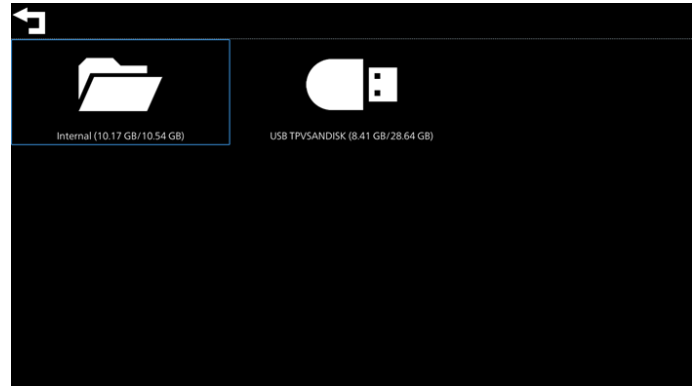 Internal (10.17 GB/10.54 GB)
USB TPVSANDISK (8.41 GB/28.64 GB)